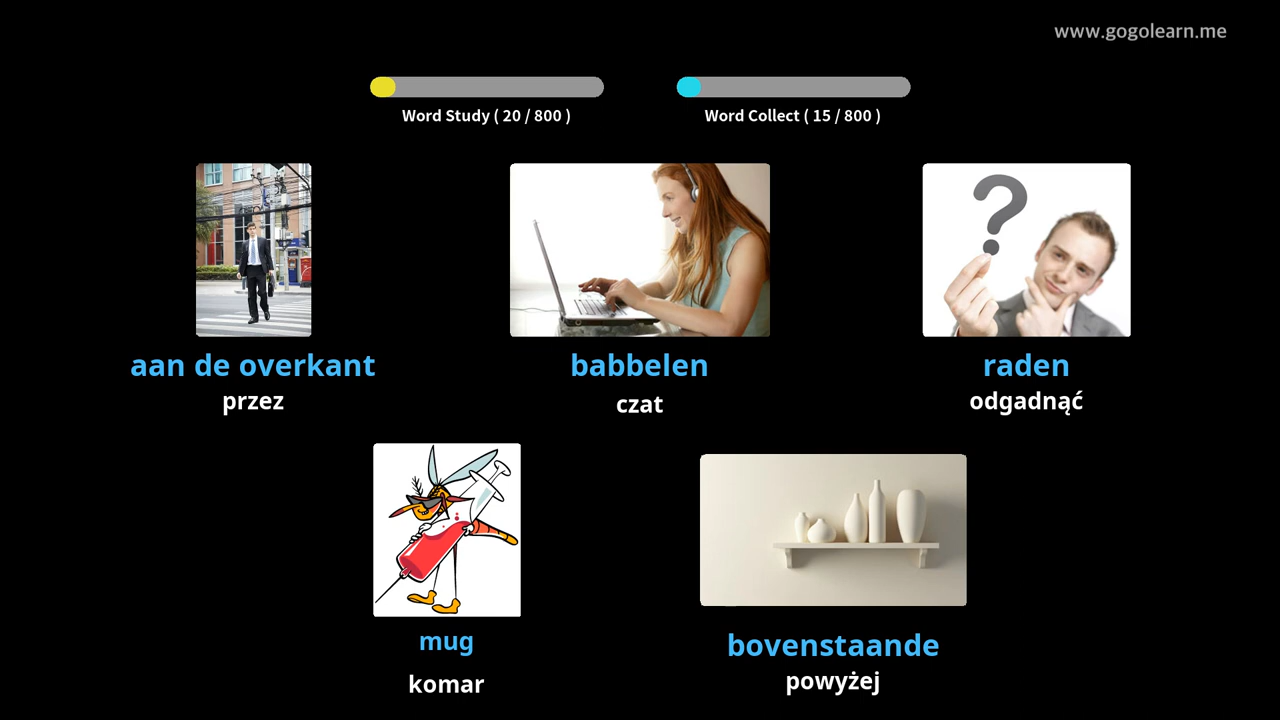 www.gogolearn.me
Word Study ( 20 / 800 )
Word Collect ( 15 / 800 )
aan de overkant
przez
babbelen
czat
raden
odgadnąć
mug
komar
bovenstaande
powyżej